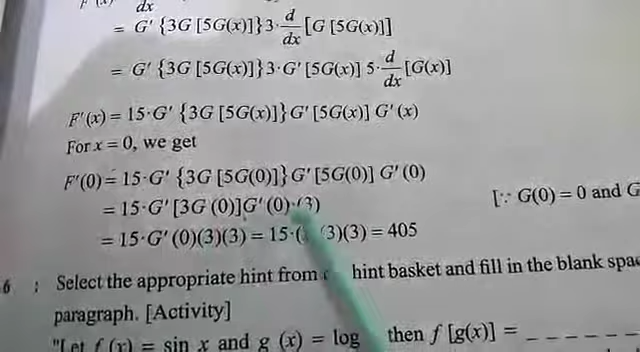 dx
= G′ {3G [5G(x)]}3·d/dx[G [5G(x)]]
= G′ {3G [5G(x)]}3·G′ [5G(x)] 5·d/dx[G(x)]
F′(x) = 15·G′ {3G [5G(x)]}G′ [5G(x)] G′(x)
For x = 0, we get
F′(0) = 15·G′ {3G [5G(0)]}G′ [5G(0)] G′(0)
= 15·G′ [3G (0)]G′ (0)·(3) [∵ G(0) = 0 and G
= 15·G′ (0)(3)(3) = 15·( 3)(3) = 405
6 : Select the appropriate hint from hint basket and fill in the blank spa
paragraph. [Activity]
"Let f (x) = sin x and g (x) = log then f [g(x)] = _ _ _ _ _ _